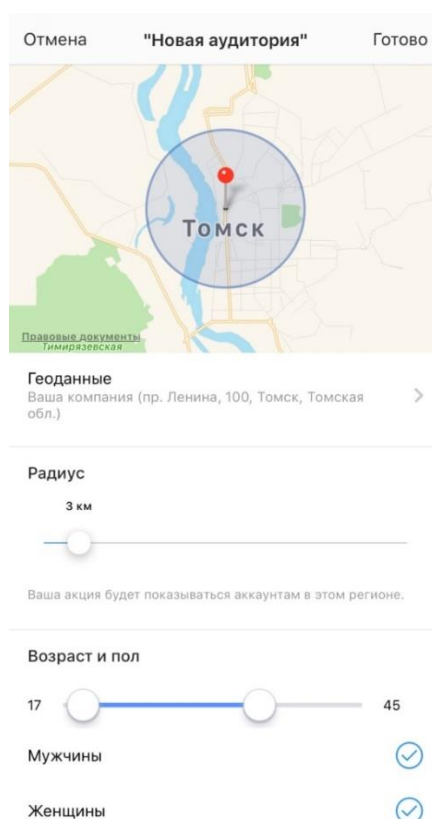 Отмена "Новая аудитория" Готово
Томск
Правовые документы
Тимирязевская
Геоданные
Ваша компания (пр. Ленина, 100, Томск, Томская
обл.)
Радиус
3 км
Ваша акция будет показываться аккаунтам в этом регионе.
Возраст и пол
17 45
Мужчины
Женщины